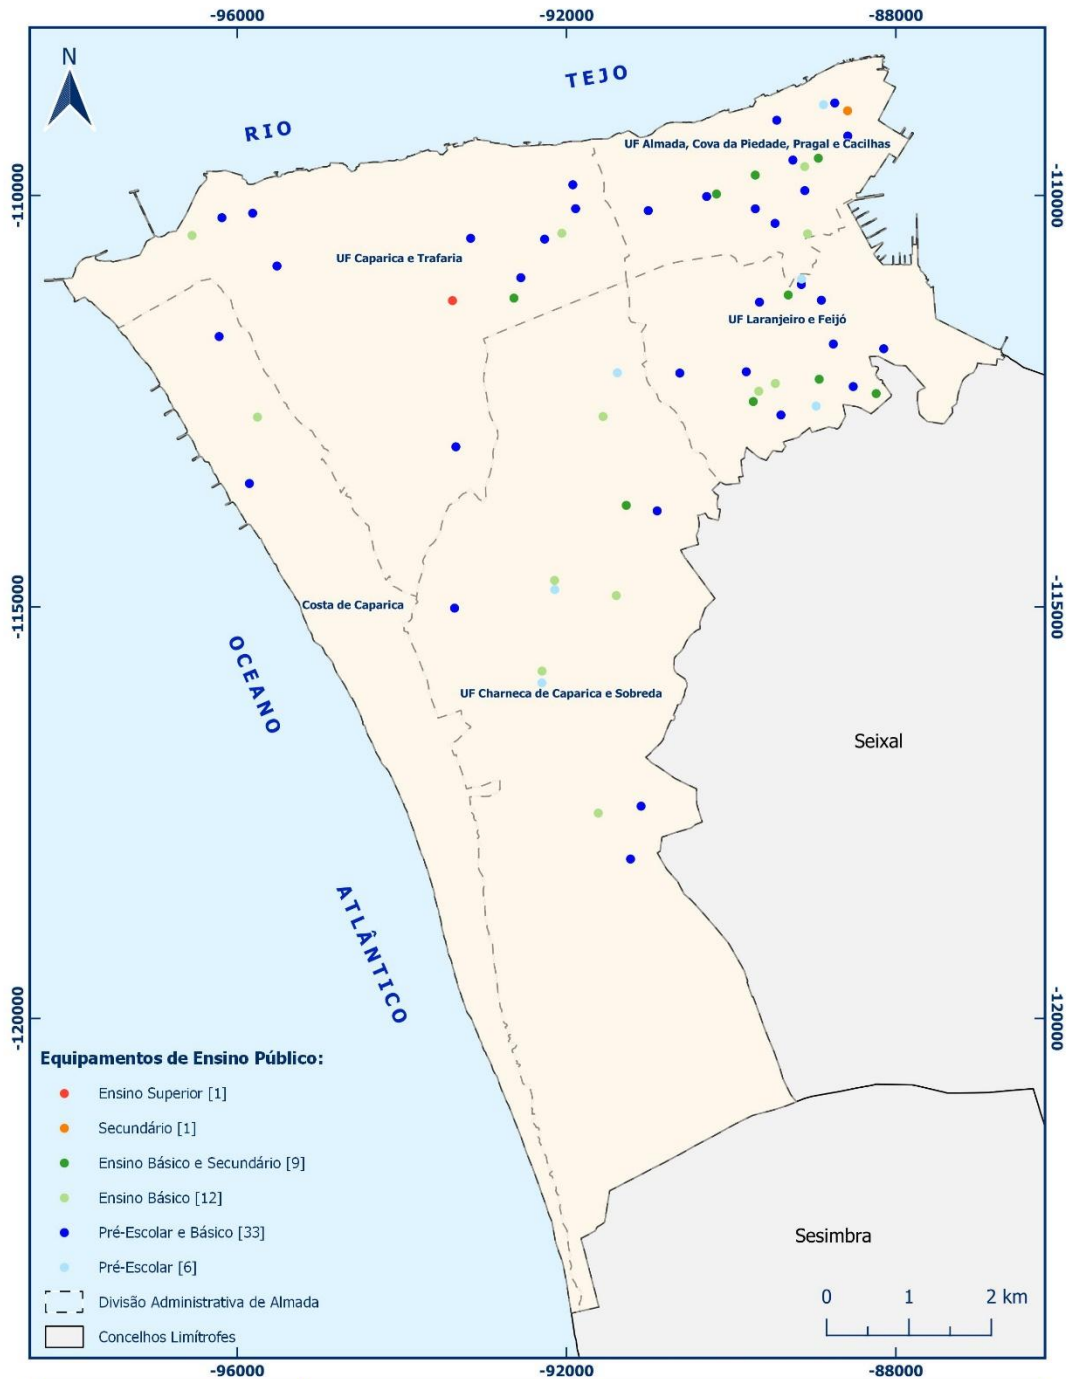 -96000 -92000 -88000
N
RIO TEJO
UF Almada, Cova da Piedade, Pragal e Cacilhas
-110000 -110000
UF Caparica e Trafaria
UF Laranjeiro e Feijó
Costa de Caparica
-115000 -115000
OCEANO
UF Charneca de Caparica e Sobreda
Seixal
ATLÂNTICO
-120000 -120000
Equipamentos de Ensino Público:
Ensino Superior [1]
Secundário [1]
Ensino Básico e Secundário [9]
Ensino Básico [12]
Pré-Escolar e Básico [33]
Pré-Escolar [6]
Divisão Administrativa de Almada
Concelhos Limítrofes
Sesimbra
0 1 2 km
-96000 -92000 -88000